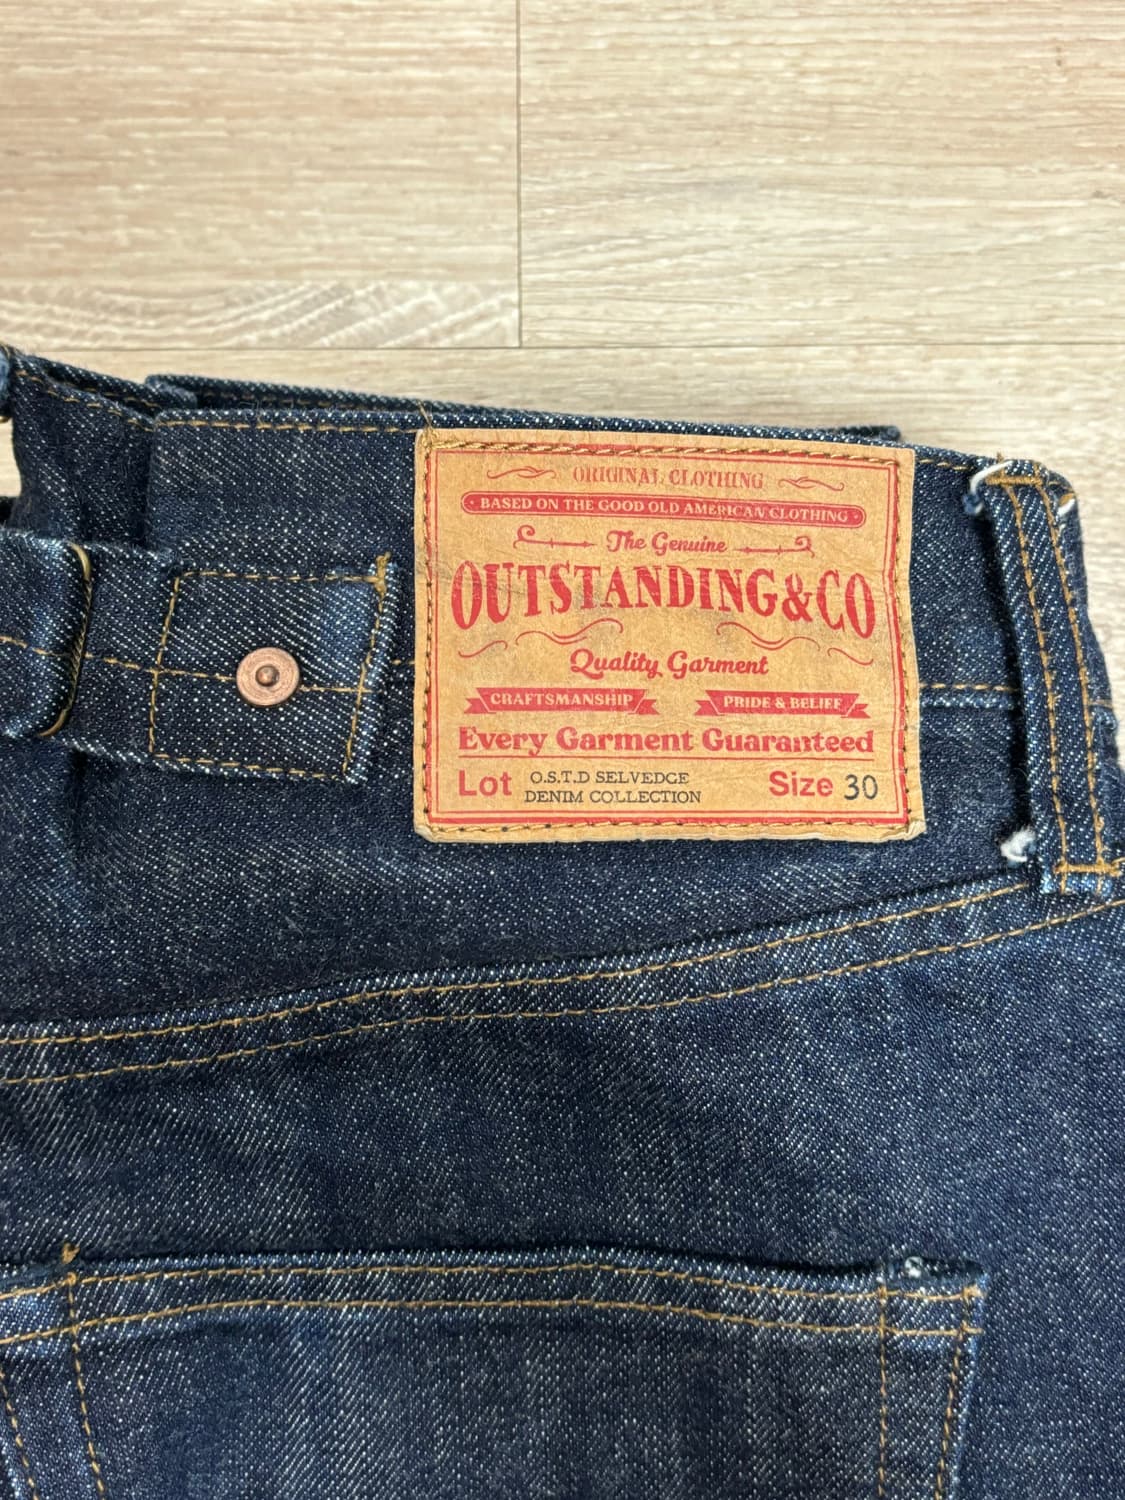 ORIGINAL CLOTHING
· BASED ON THE GOOD OLD AMERICAN CLOTHING ·
The Genuine
OUTSTANDING&CO
Quality Garment
CRAFTSMANSHIP PRIDE & BELIEF
Every Garment Guaranteed
Lot O.S.T.D SELVEDGE
DENIM COLLECTION
Size 30